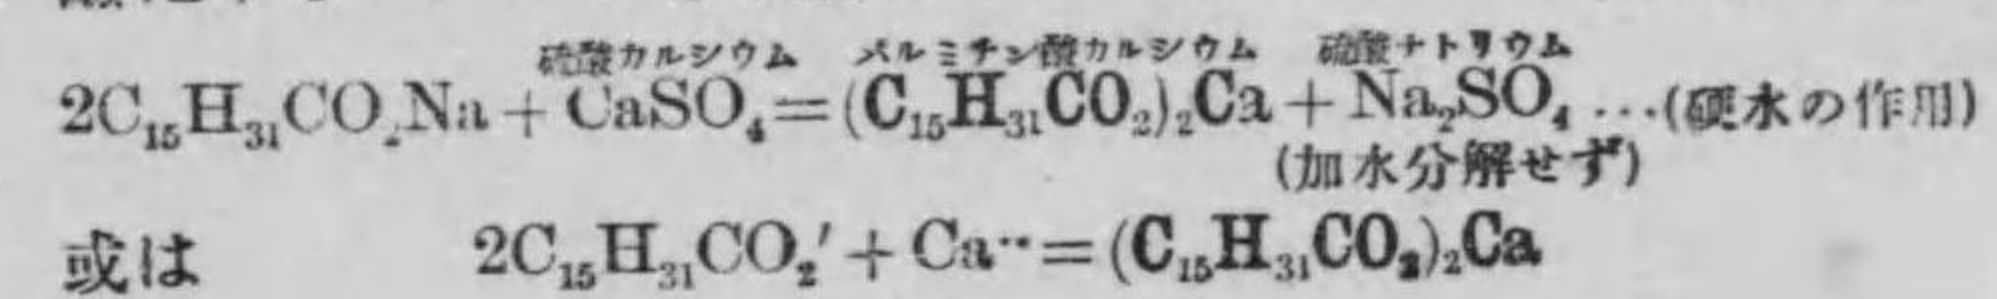 硫酸カルシウム パルミチン酸カルシウム 硫酸ナトリウム
2C₁₅H₃₁CO₂Na + CaSO₄ = (C₁₅H₃₁CO₂)₂Ca + Na₂SO₄ …(硬水の作用)
(加水分解せず)
或は 2C₁₅H₃₁CO₂′ + Ca¨ = (C₁₅H₃₁CO₂)₂Ca